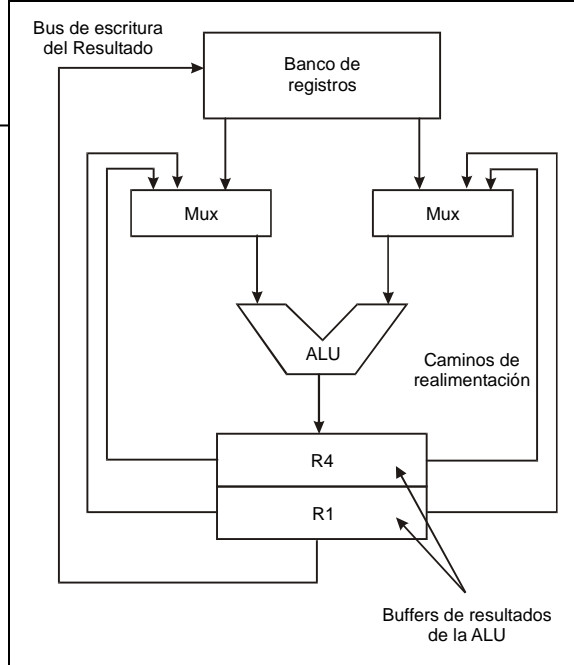 Bus de escritura
del Resultado
Banco de
registros
Mux
Mux
ALU
Caminos de
realimentación
R4
R1
Buffers de resultados
de la ALU